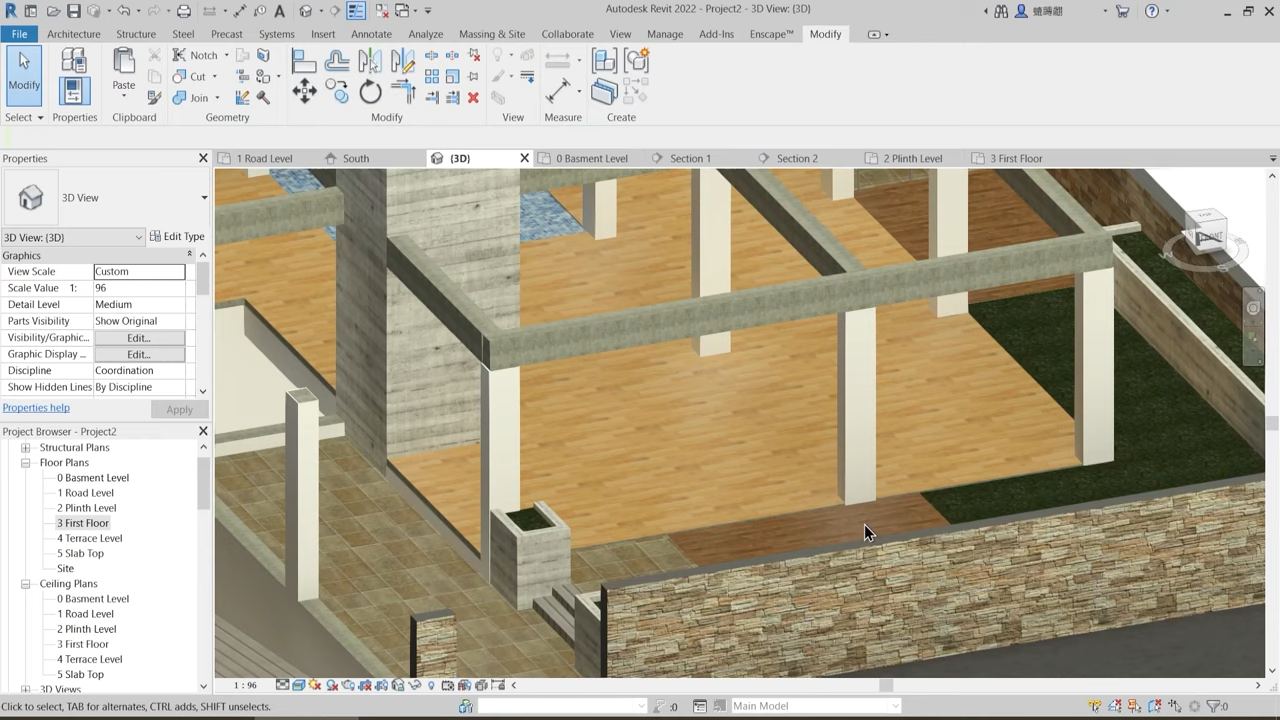 Autodesk Revit 2022 - Project2 - 3D View: {3D}
File Architecture Structure Steel Precast Systems Insert Annotate Analyze Massing & Site Collaborate View Manage Add-Ins Enscape™ Modify
Modify Paste Notch Cut Join
Select Properties Clipboard Geometry Modify View Measure Create
Properties
1 Road Level South {3D} 0 Basment Level Section 1 Section 2 2 Plinth Level 3 First Floor
3D View
3D View: {3D} Edit Type
Graphics
View Scale Custom
Scale Value 1: 96
Detail Level Medium
Parts Visibility Show Original
Visibility/Graphic... Edit...
Graphic Display ... Edit...
Discipline Coordination
Show Hidden Lines By Discipline
Properties help Apply
Project Browser - Project2
Structural Plans
Floor Plans
0 Basment Level
1 Road Level
2 Plinth Level
3 First Floor
4 Terrace Level
5 Slab Top
Site
Ceiling Plans
0 Basment Level
1 Road Level
2 Plinth Level
3 First Floor
4 Terrace Level
5 Slab Top
3D Views
1 : 96
Click to select, TAB for alternates, CTRL adds, SHIFT unselects. :0 Main Model :0
TOP
FRONT